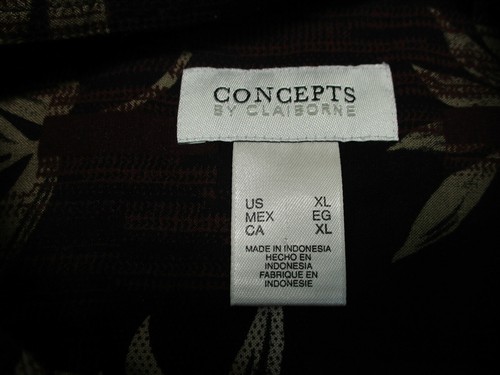 CONCEPTS
BY CLAIBORNE
US XL
MEX EG
CA XL
MADE IN INDONESIA
HECHO EN
INDONESIA
FABRIQUE EN
INDONESIE